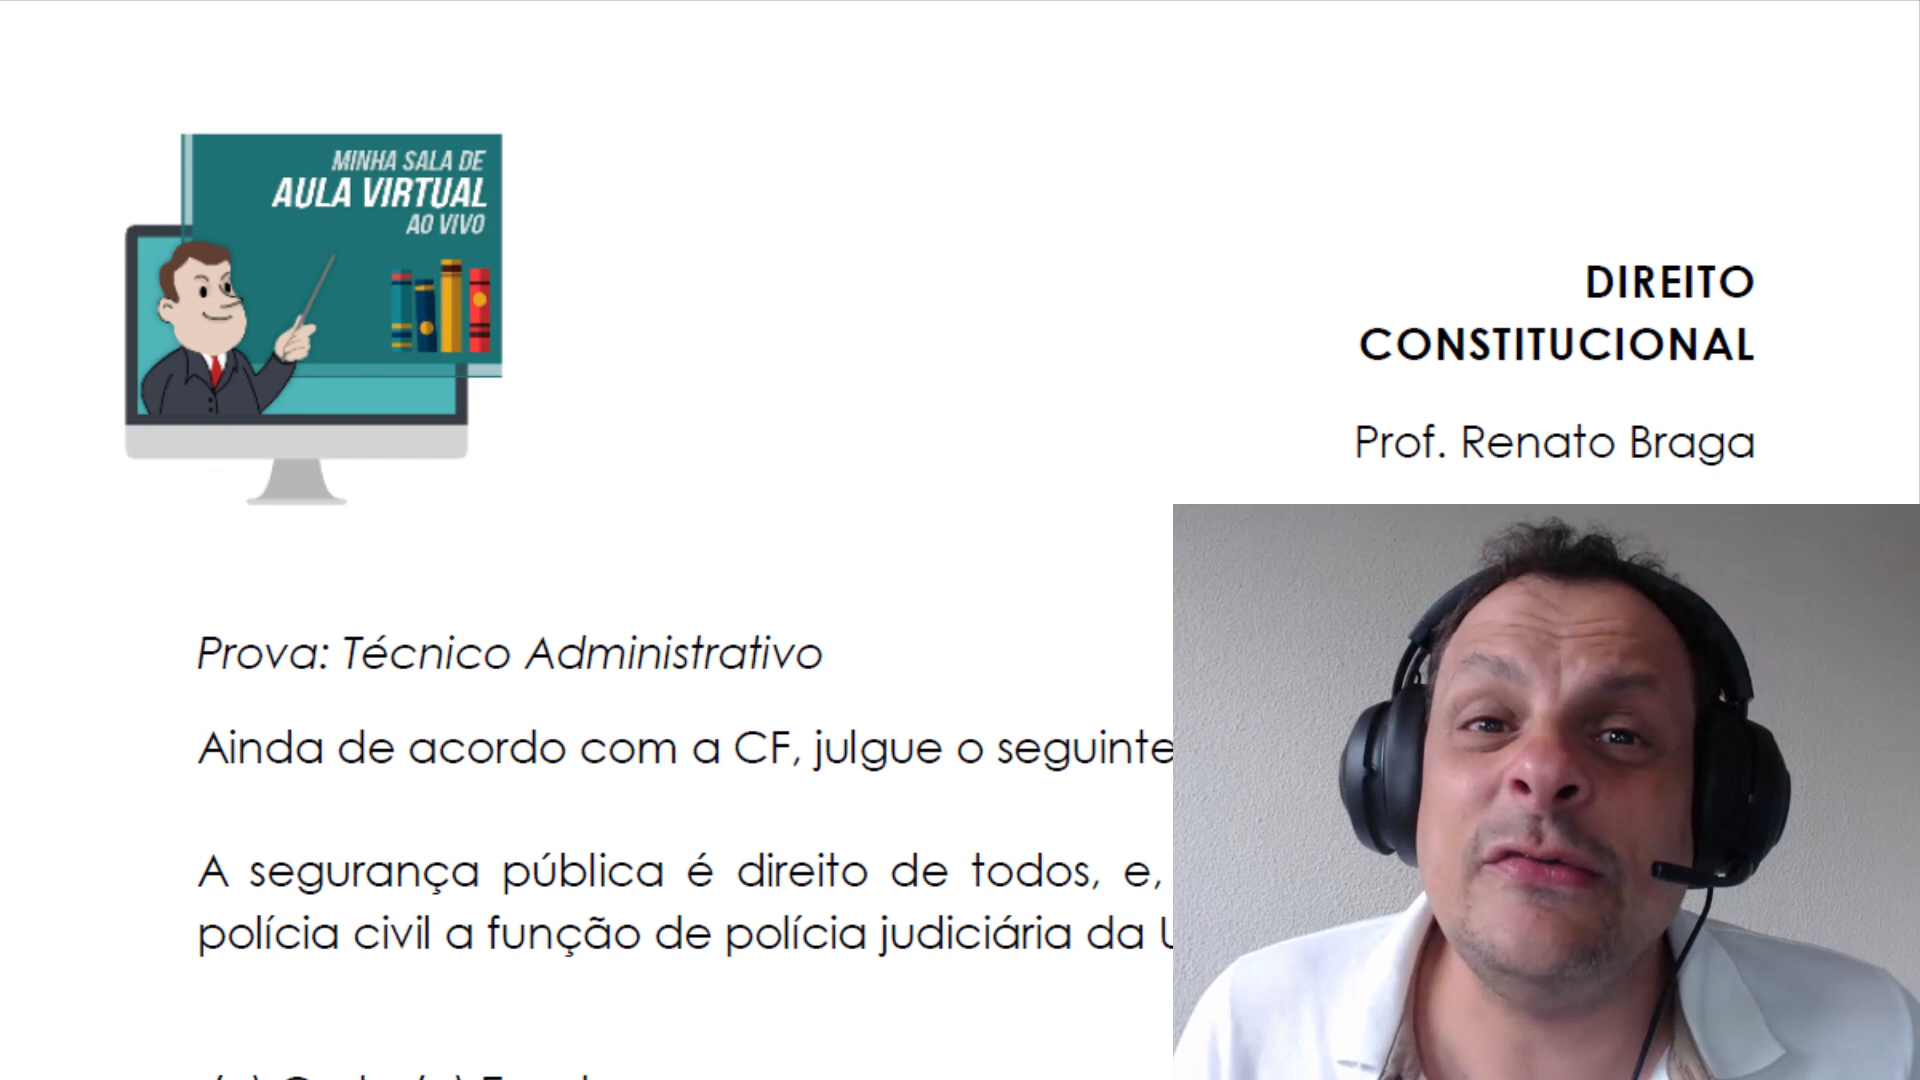 MINHA SALA DE
AULA VIRTUAL
AO VIVO
DIREITO
CONSTITUCIONAL
Prof. Renato Braga
Prova: Técnico Administrativo
Ainda de acordo com a CF, julgue o seguinte
A segurança pública é direito de todos, e,
polícia civil a função de polícia judiciária da